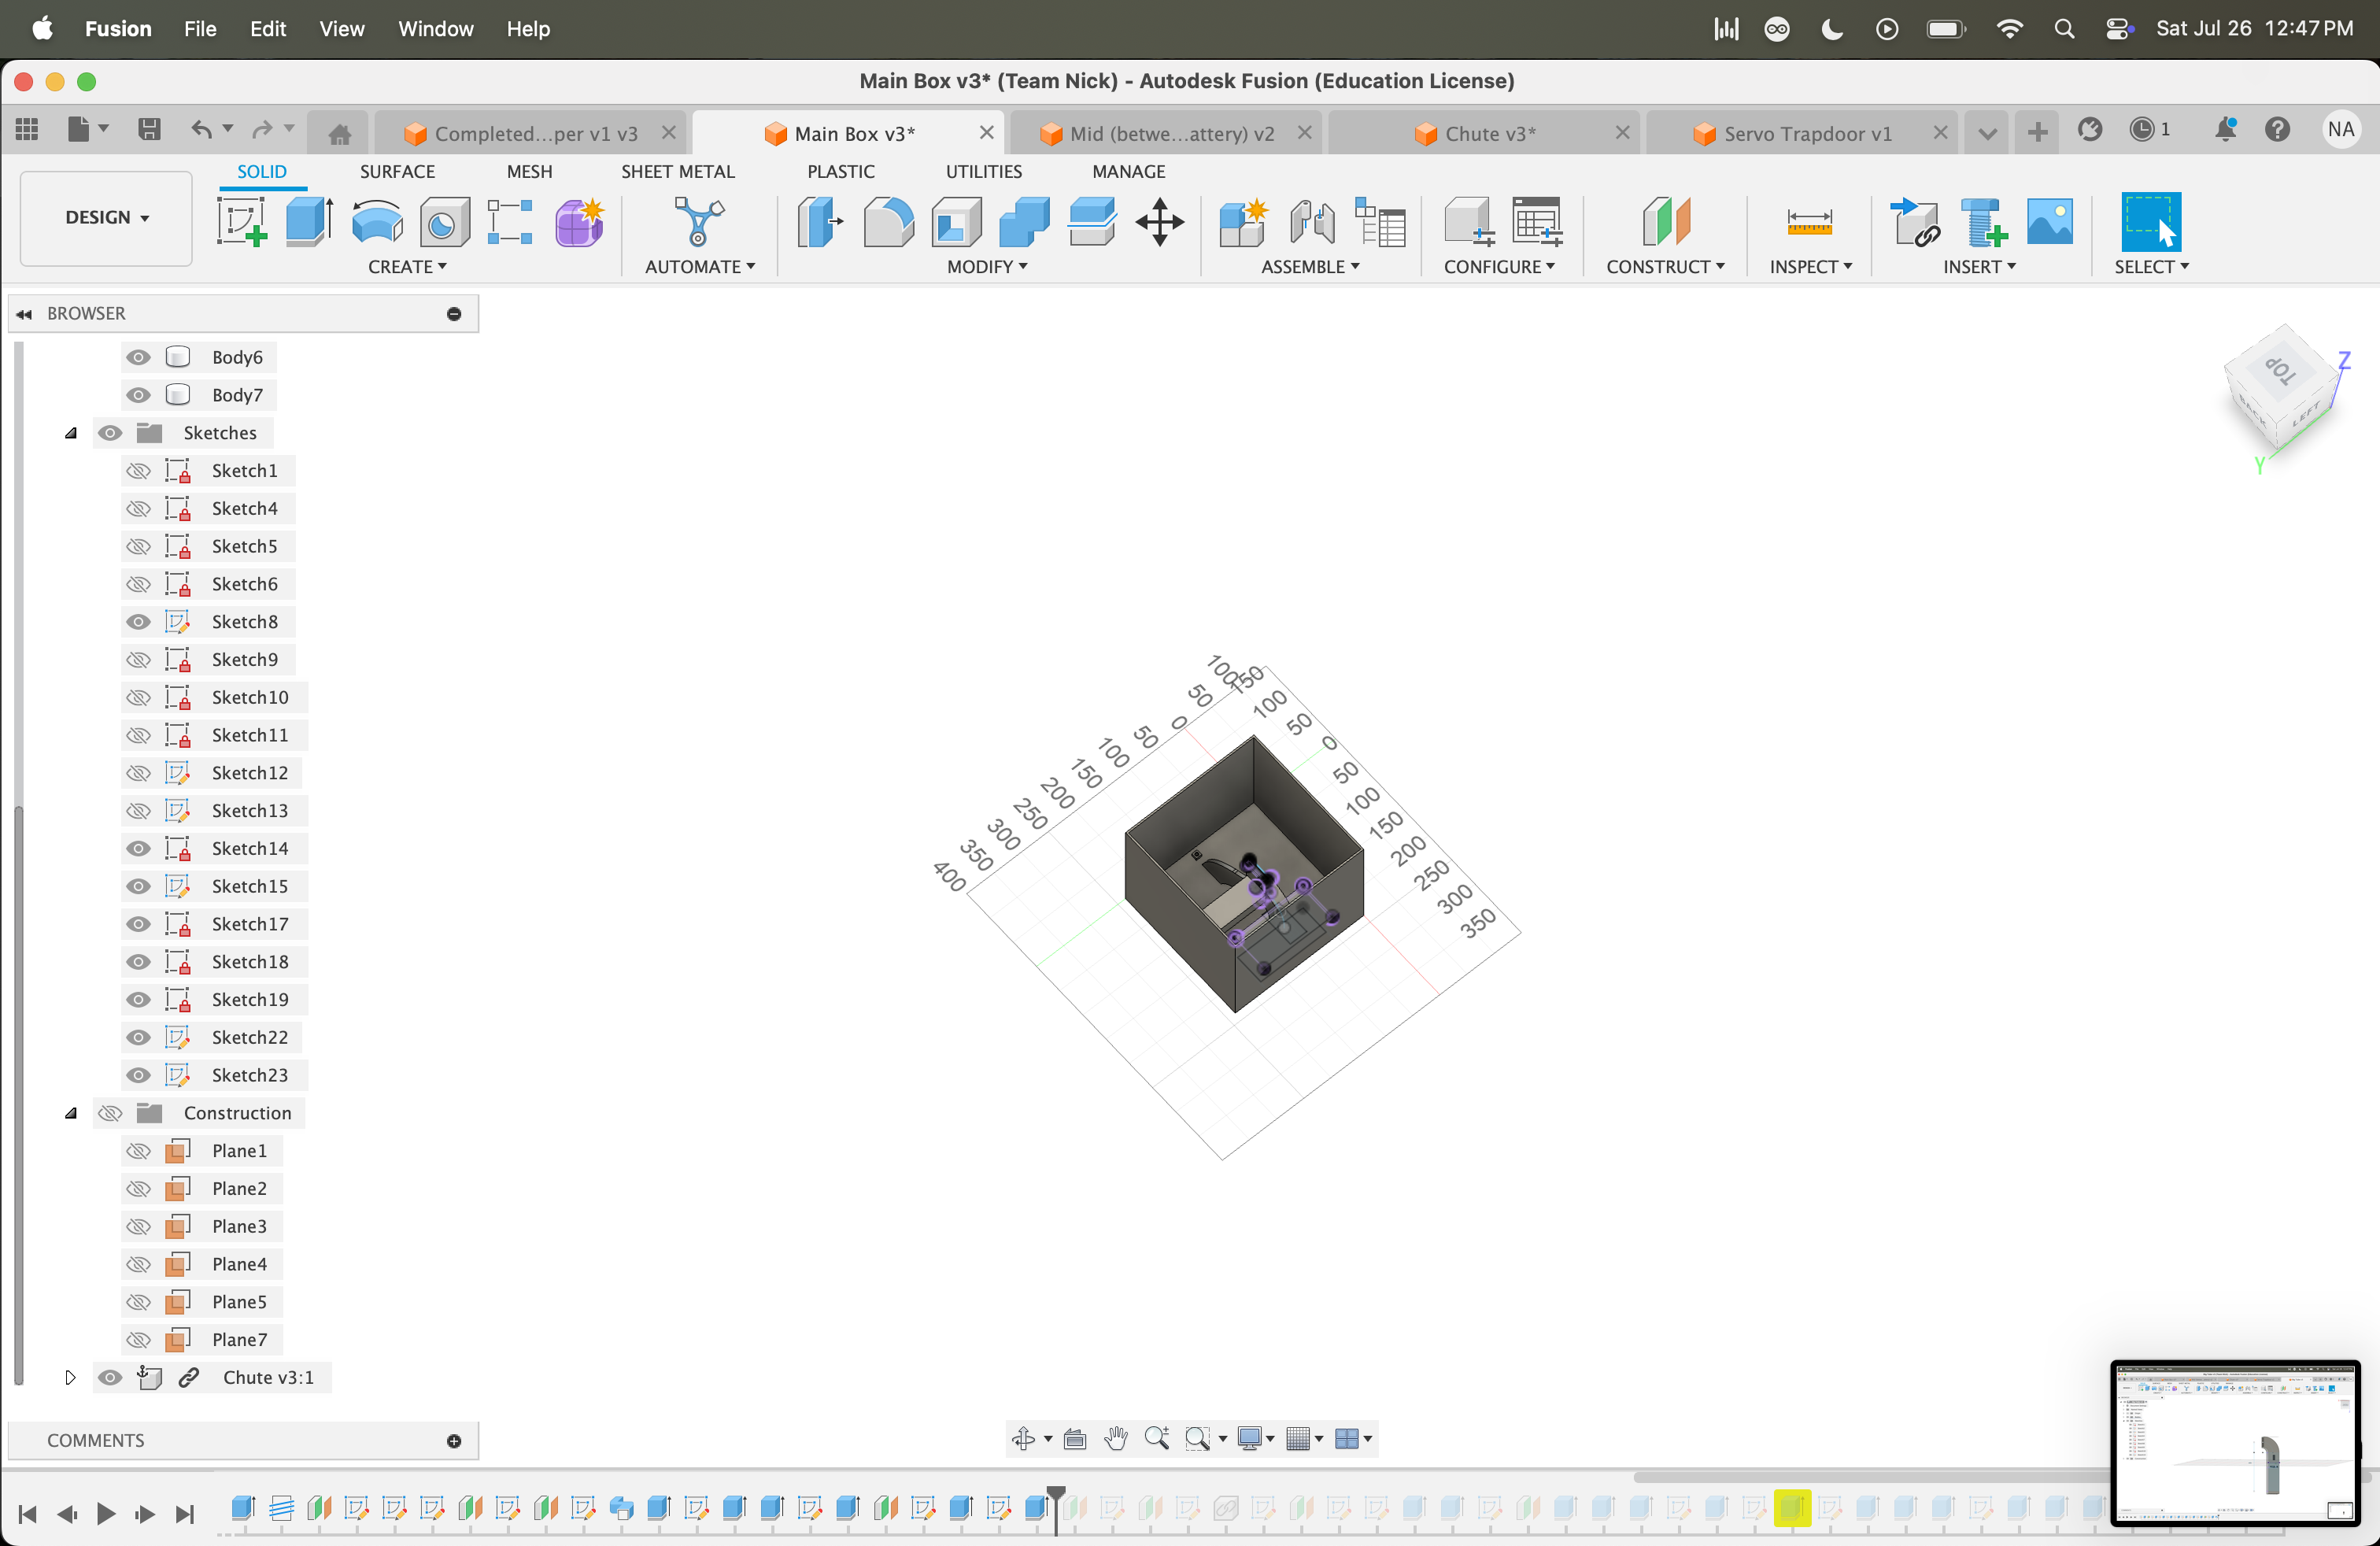 Fusion File Edit View Window Help Sat Jul 26 12:47 PM
Main Box v3* (Team Nick) - Autodesk Fusion (Education License)
Completed...per v1 v3 Main Box v3* Mid (betwe...attery) v2 Chute v3* Servo Trapdoor v1 1 NA
SOLID SURFACE MESH SHEET METAL PLASTIC UTILITIES MANAGE
DESIGN
CREATE AUTOMATE MODIFY ASSEMBLE CONFIGURE CONSTRUCT INSPECT INSERT SELECT
BROWSER
Body6
Body7
Sketches
Sketch1
Sketch4
Sketch5
Sketch6
Sketch8
Sketch9
Sketch10
Sketch11
Sketch12
Sketch13
Sketch14
Sketch15
Sketch17
Sketch18
Sketch19
Sketch22
Sketch23
Construction
Plane1
Plane2
Plane3
Plane4
Plane5
Plane7
Chute v3:1
COMMENTS
TOP
BACK
LEFT
Z
Y
400 350 300 250 200 150 100 50 0 50 100
150 100 50 0 50 100 150 200 250 300 350